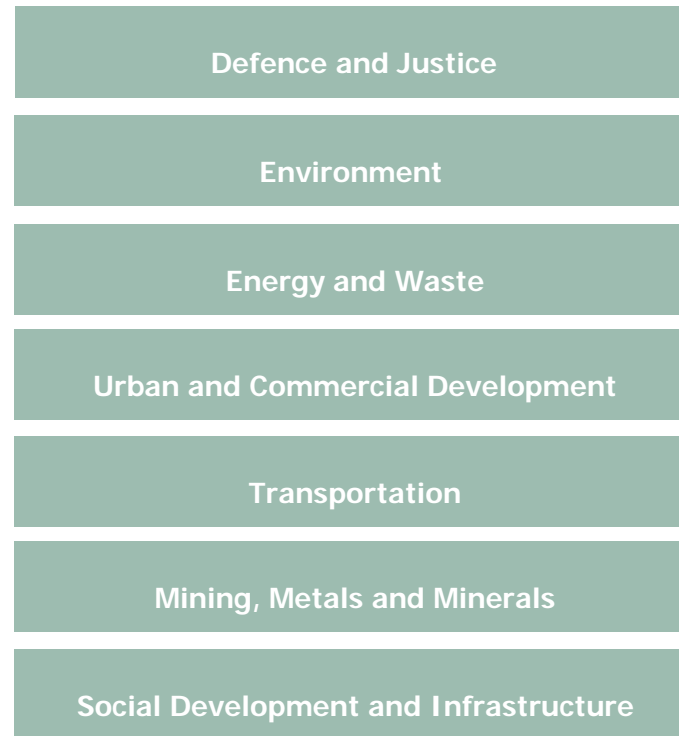 Defence and Justice
Environment
Energy and Waste
Urban and Commercial Development
Transportation
Mining, Metals and Minerals
Social Development and Infrastructure